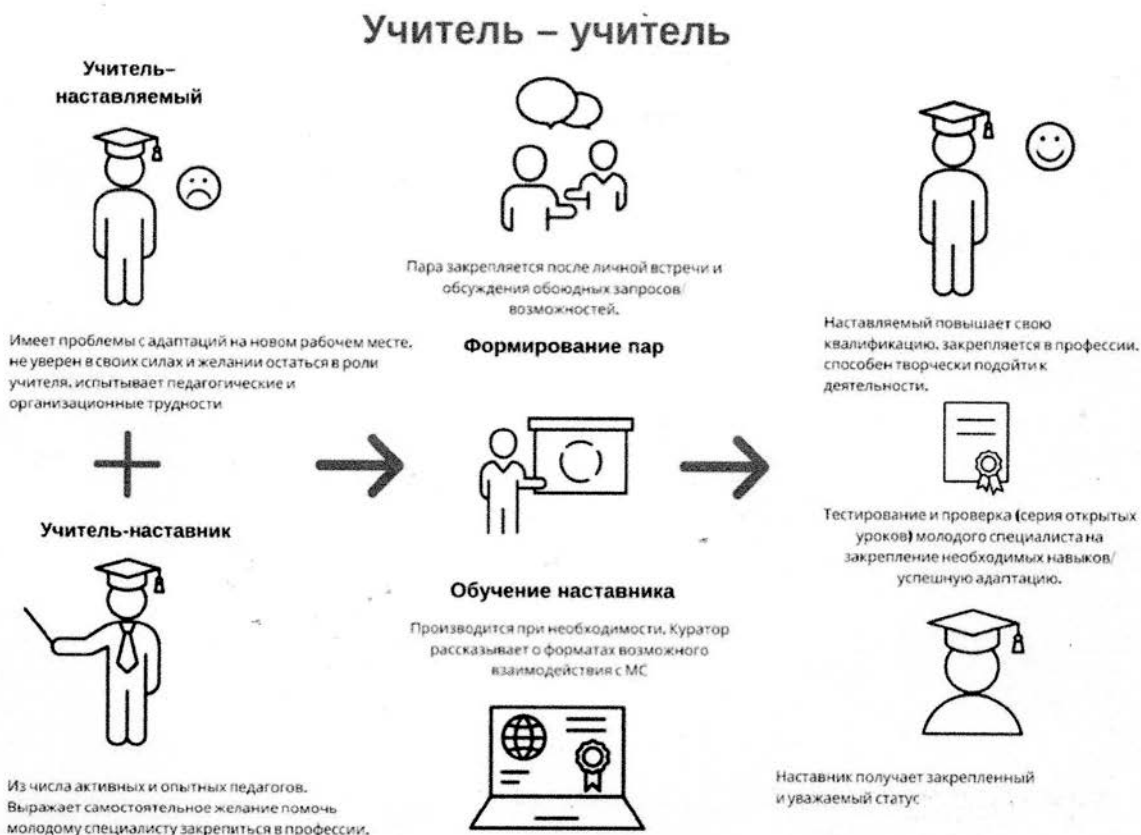 Учитель – учитель
Учитель–
наставляемый
Имеет проблемы с адаптаций на новом рабочем месте.
не уверен в своих силах и желании остаться в роли
учителя. испытывает педагогические и
организационные трудности
Учитель-наставник
Из числа активных и опытных педагогов.
Выражает самостоятельное желание помочь
молодому специалисту закрепиться в профессии.
Пара закрепляется после личной встречи и
обсуждения обоюдных запросов/
возможностей.
Формирование пар
Обучение наставника
Производится при необходимости. Куратор
рассказывает о форматах возможного
взаимодействия с МС
Наставляемый повышает свою
квалификацию. закрепляется в профессии.
способен творчески подойти к
деятельности.
Тестирование и проверка (серия открытых
уроков) молодого специалиста на
закрепление необходимых навыков/
успешную адаптацию.
Наставник получает закрепленный
и уважаемый статус